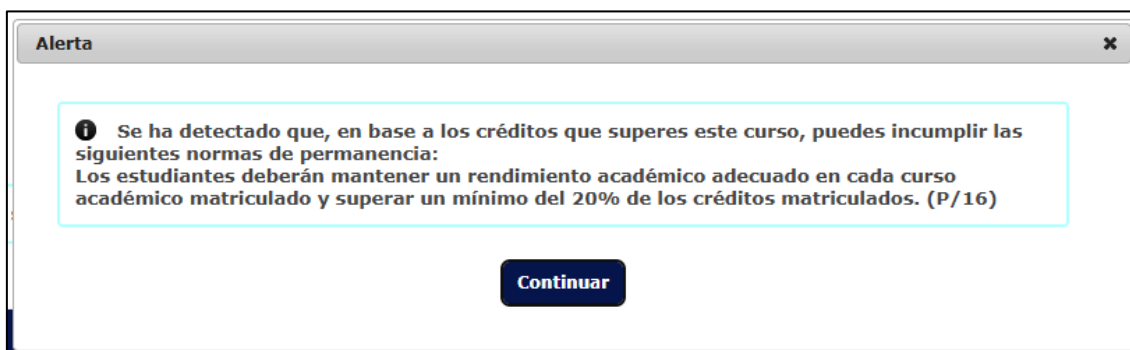 Alerta
Se ha detectado que, en base a los créditos que superes este curso, puedes incumplir las
siguientes normas de permanencia:
Los estudiantes deberán mantener un rendimiento académico adecuado en cada curso
académico matriculado y superar un mínimo del 20% de los créditos matriculados. (P/16)
Continuar